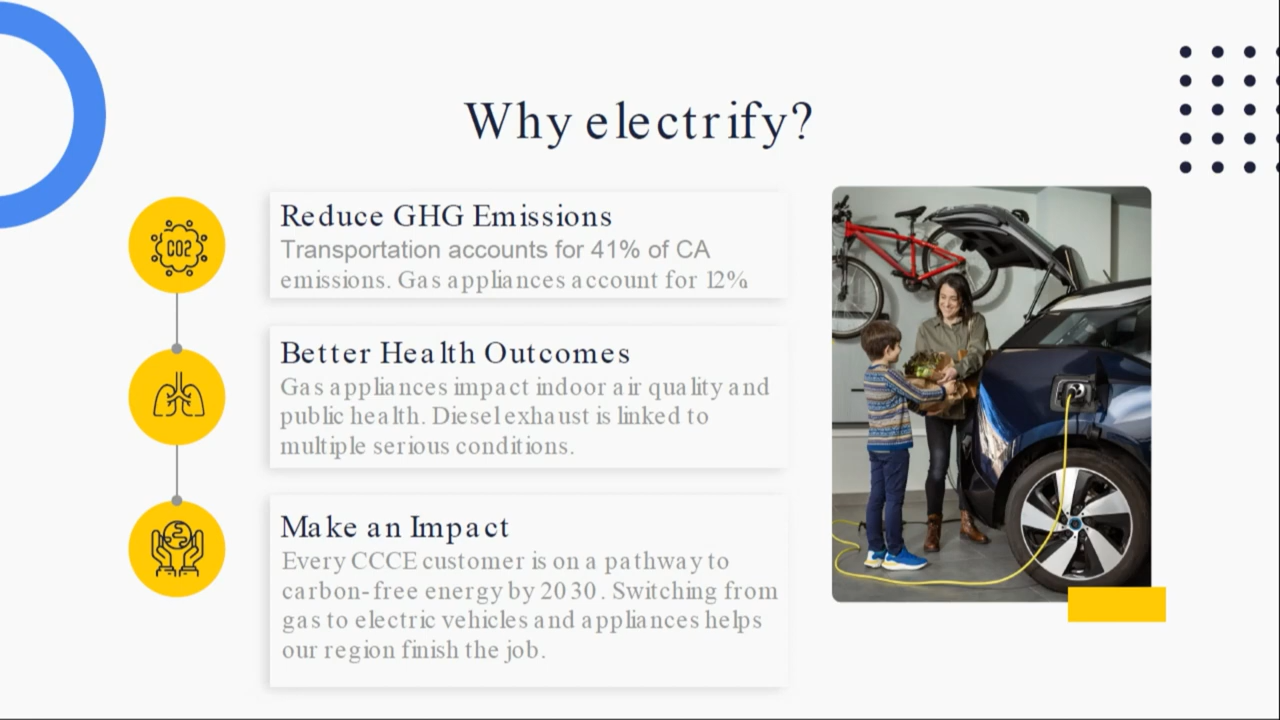 Why electrify?
CO2
Reduce GHG Emissions
Transportation accounts for 41% of CA
emissions. Gas appliances account for 12%
Better Health Outcomes
Gas appliances impact indoor air quality and
public health. Diesel exhaust is linked to
multiple serious conditions.
Make an Impact
Every CCCE customer is on a pathway to
carbon-free energy by 2030. Switching from
gas to electric vehicles and appliances helps
our region finish the job.